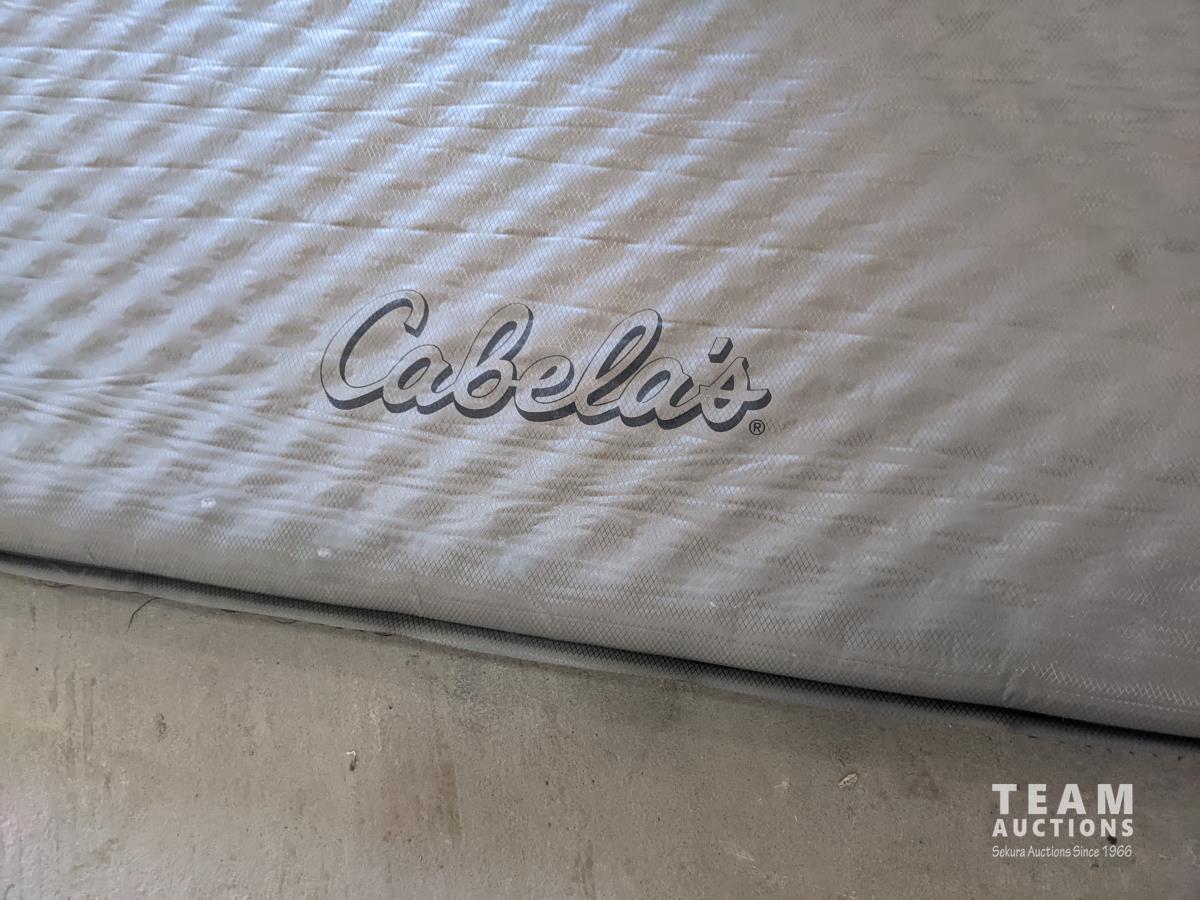 Cabela's®
TEAM
AUCTIONS
Sekura Auctions Since 1966